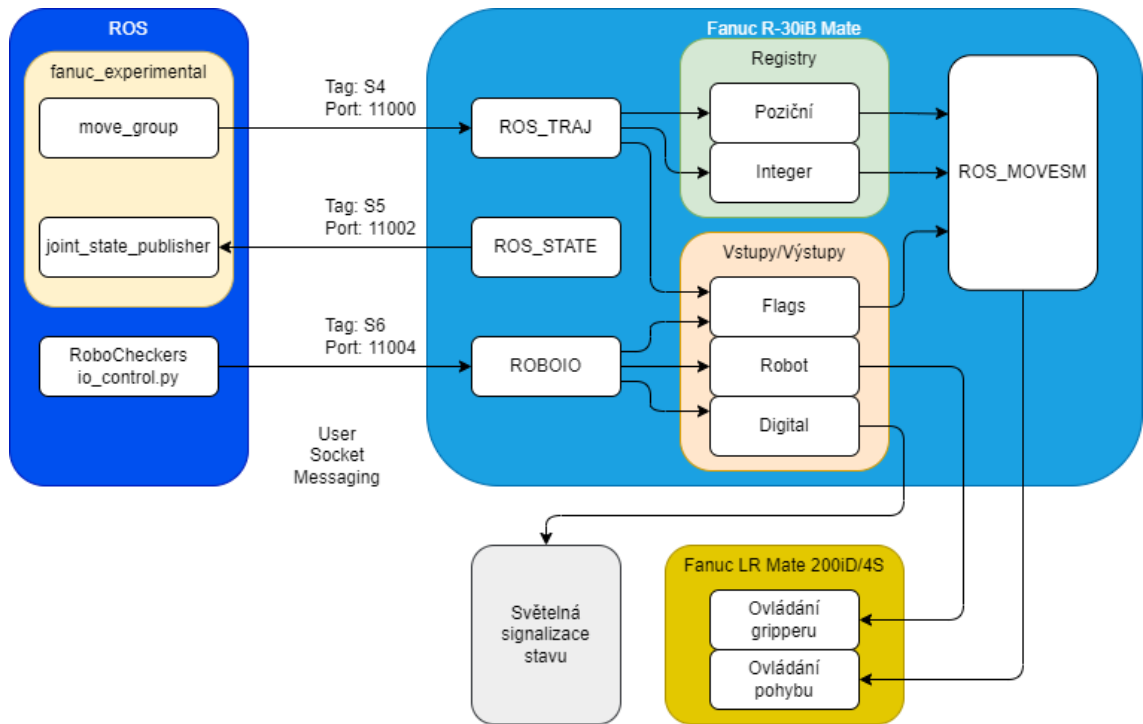 ROS
fanuc_experimental
move_group
joint_state_publisher
RoboCheckers
io_control.py
Tag: S4
Port: 11000
Tag: S5
Port: 11002
Tag: S6
Port: 11004
User
Socket
Messaging
Fanuc R-30iB Mate
ROS_TRAJ
ROS_STATE
ROBOIO
Registry
Poziční
Integer
Vstupy/Výstupy
Flags
Robot
Digital
ROS_MOVESM
Světelná
signalizace
stavu
Fanuc LR Mate 200iD/4S
Ovládání
gripperu
Ovládání
pohybu